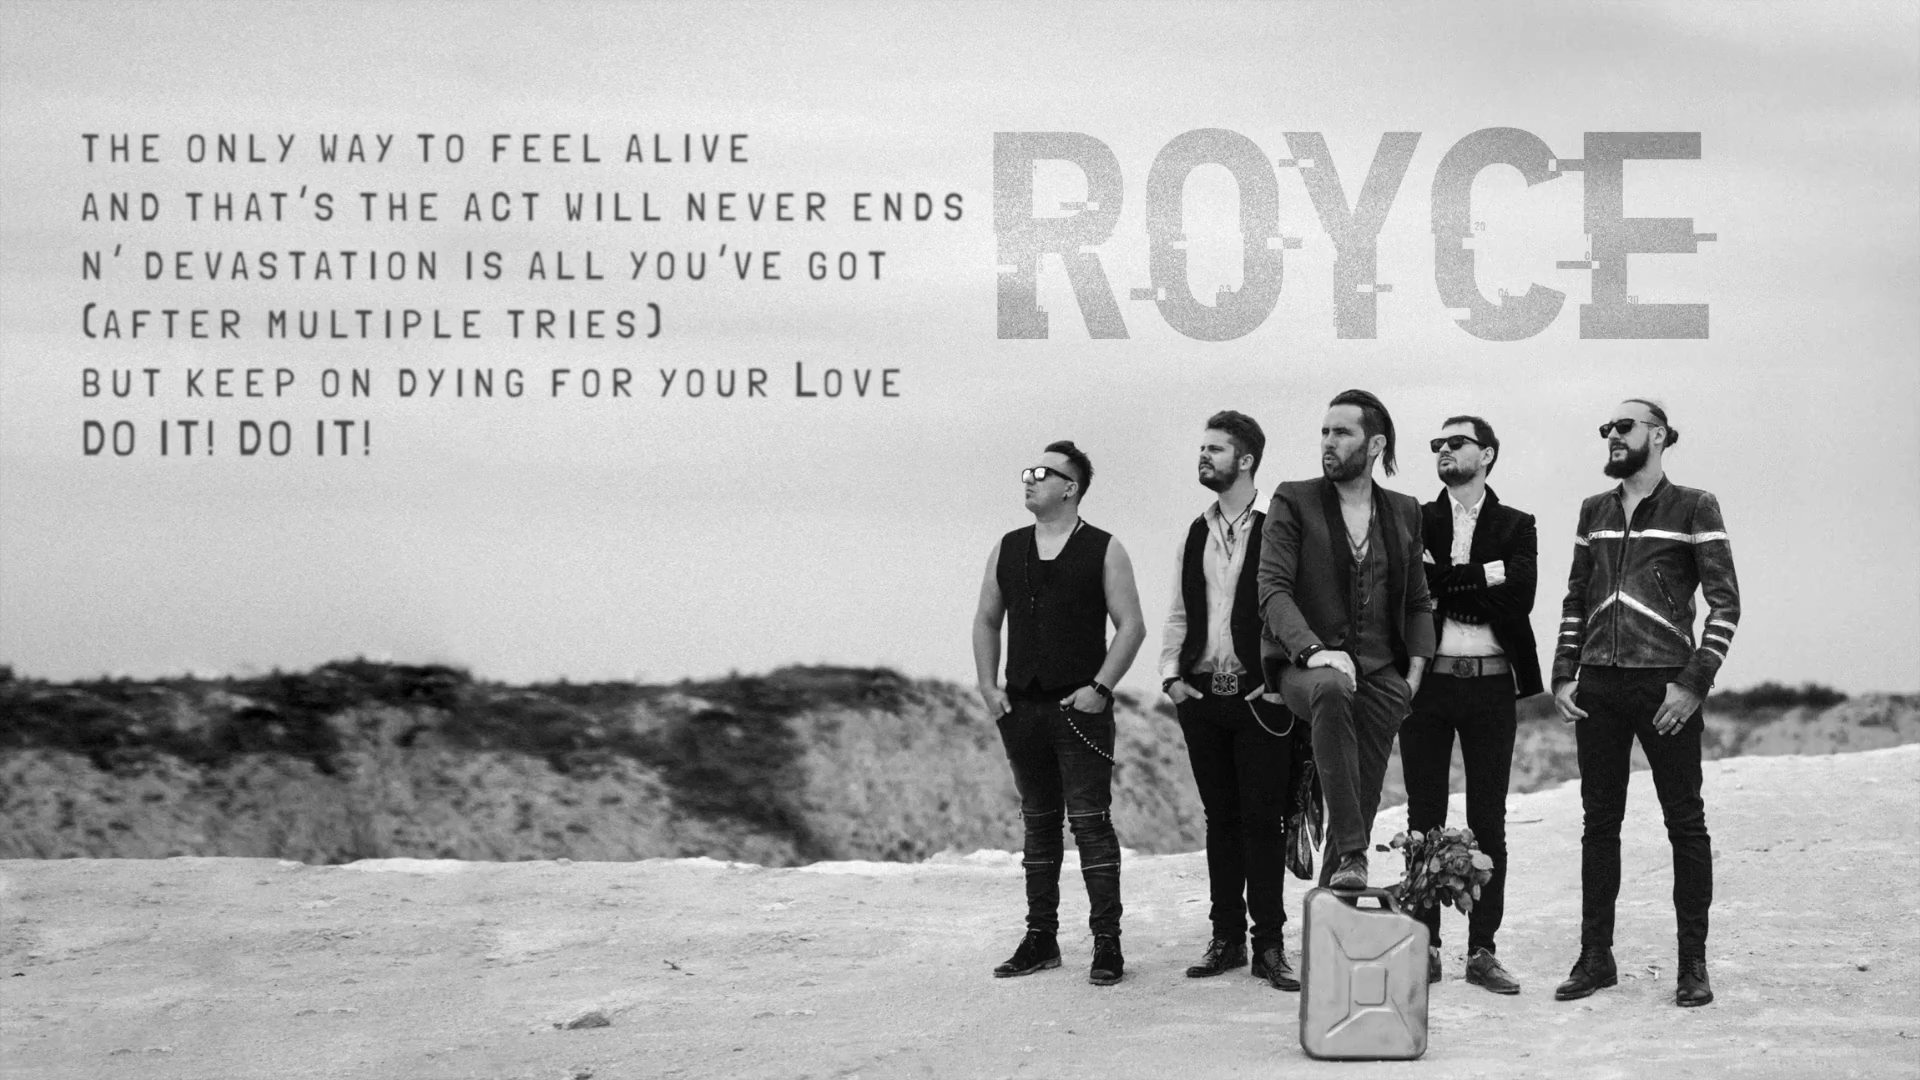 THE ONLY WAY TO FEEL ALIVE
AND THAT'S THE ACT WILL NEVER ENDS
N' DEVASTATION IS ALL YOU'VE GOT
(AFTER MULTIPLE TRIES)
BUT KEEP ON DYING FOR YOUR LOVE
DO IT! DO IT!
ROYCE